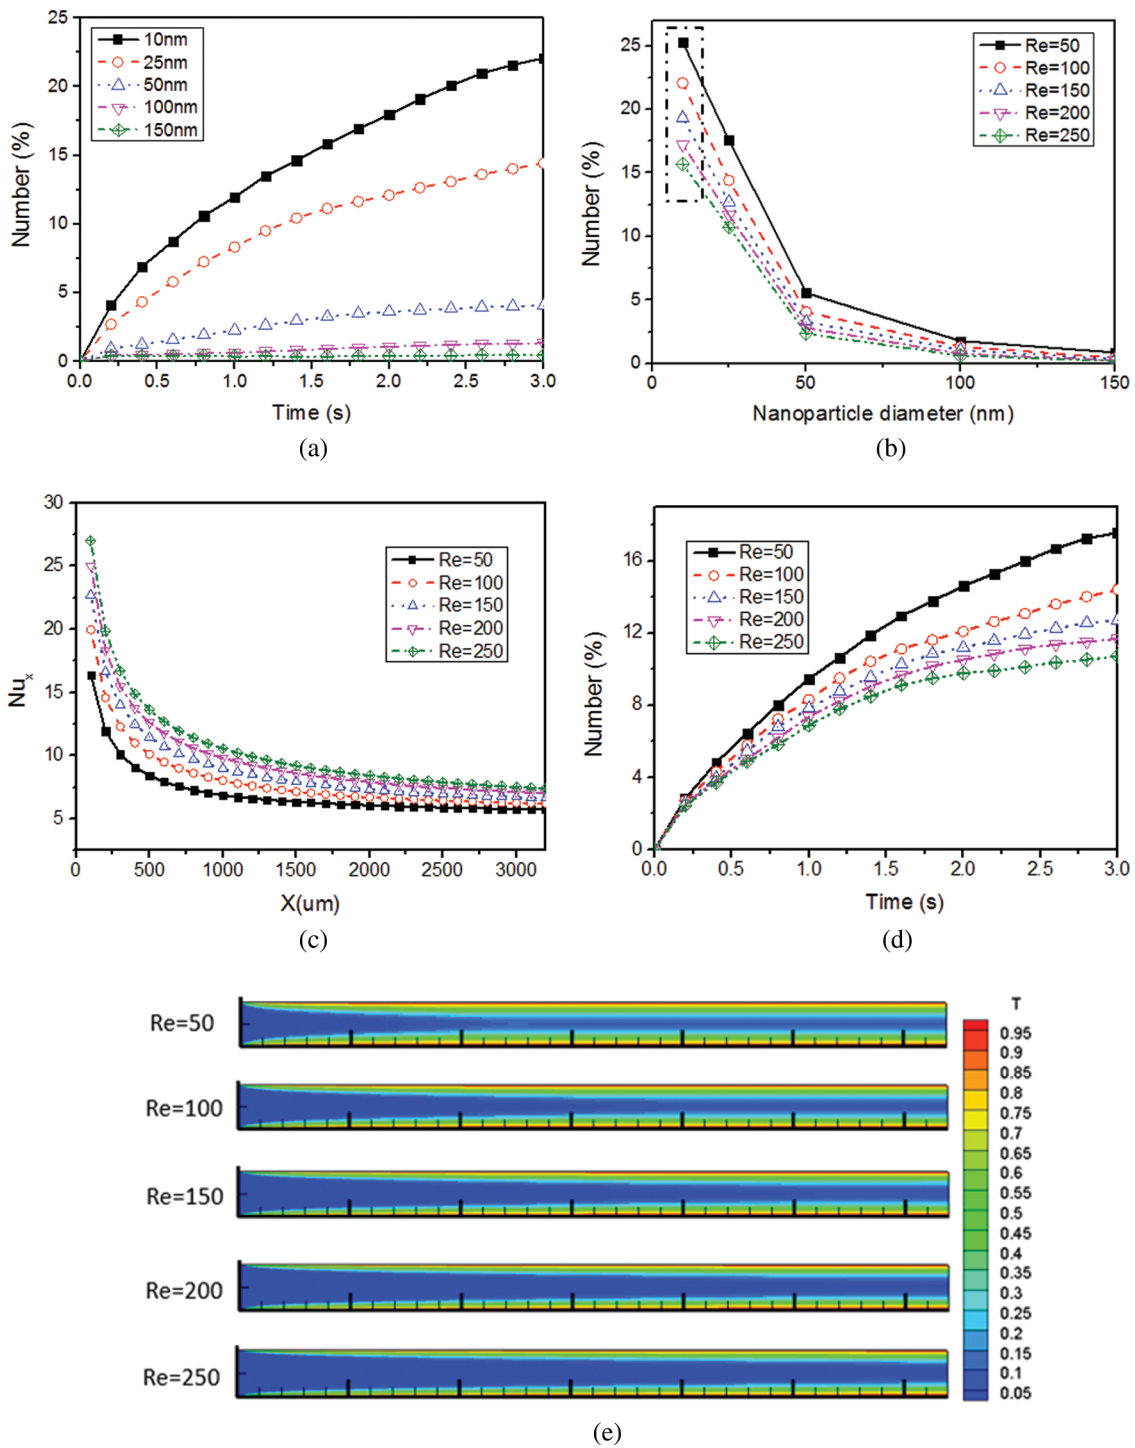 25
20
15
10
5
0
Number (%)
10nm
25nm
50nm
100nm
150nm
0.0 0.5 1.0 1.5 2.0 2.5 3.0
Time (s)
(a)
25
20
15
10
5
0
Number (%)
Re=50
Re=100
Re=150
Re=200
Re=250
0 50 100 150
Nanoparticle diameter (nm)
(b)
30
25
20
15
10
5
Nux
Re=50
Re=100
Re=150
Re=200
Re=250
0 500 1000 1500 2000 2500 3000
X(um)
(c)
16
12
8
4
0
Number (%)
Re=50
Re=100
Re=150
Re=200
Re=250
0.0 0.5 1.0 1.5 2.0 2.5 3.0
Time (s)
(d)
Re=50
Re=100
Re=150
Re=200
Re=250
T
0.95
0.9
0.85
0.8
0.75
0.7
0.65
0.6
0.55
0.5
0.45
0.4
0.35
0.3
0.25
0.2
0.15
0.1
0.05
(e)